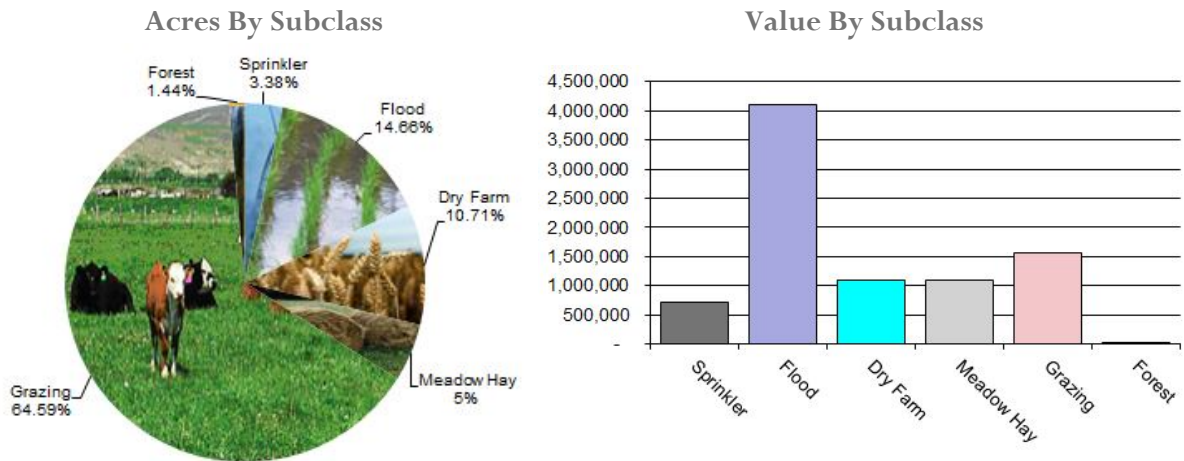 Acres By Subclass
Forest
1.44%
Sprinkler
3.38%
Flood
14.66%
Dry Farm
10.71%
Meadow Hay
5%
Grazing
64.59%
Value By Subclass
4,500,000
4,000,000
3,500,000
3,000,000
2,500,000
2,000,000
1,500,000
1,000,000
500,000
-
Sprinkler
Flood
Dry Farm
Meadow Hay
Grazing
Forest